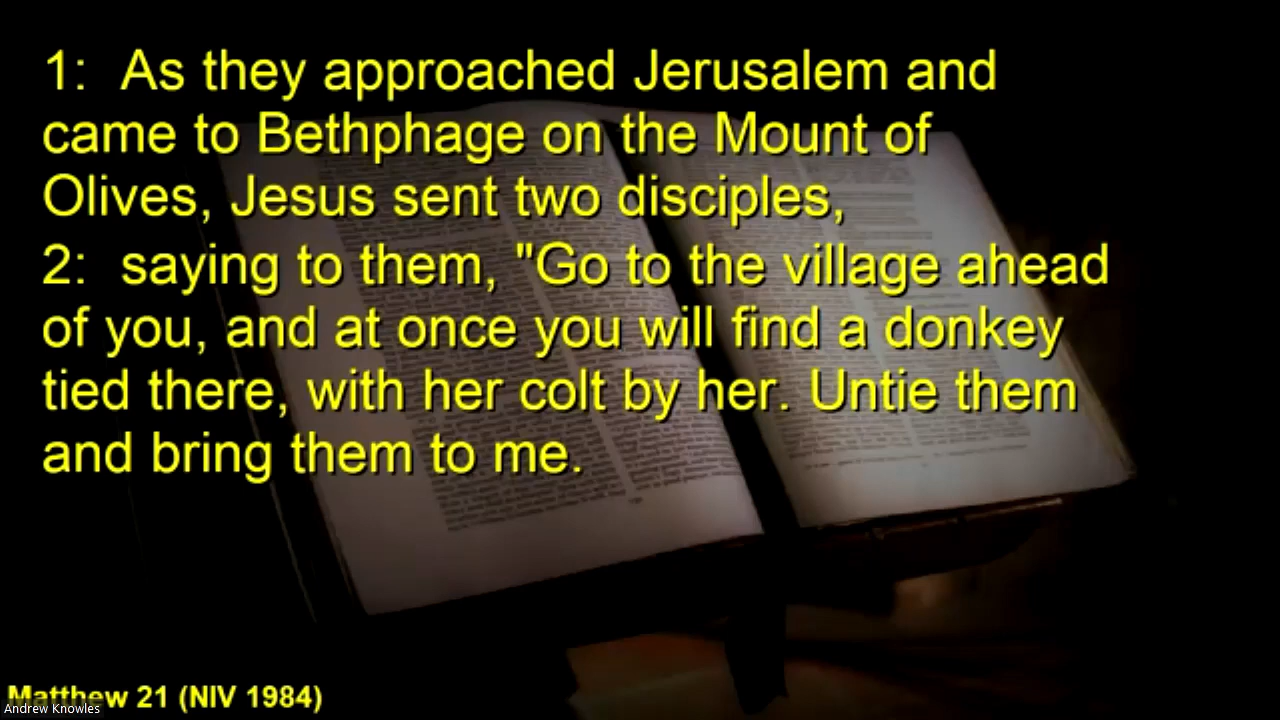 1: As they approached Jerusalem and
came to Bethphage on the Mount of
Olives, Jesus sent two disciples,
2: saying to them, "Go to the village ahead
of you, and at once you will find a donkey
tied there, with her colt by her. Untie them
and bring them to me.
Matthew 21 (NIV 1984)
Andrew Knowles